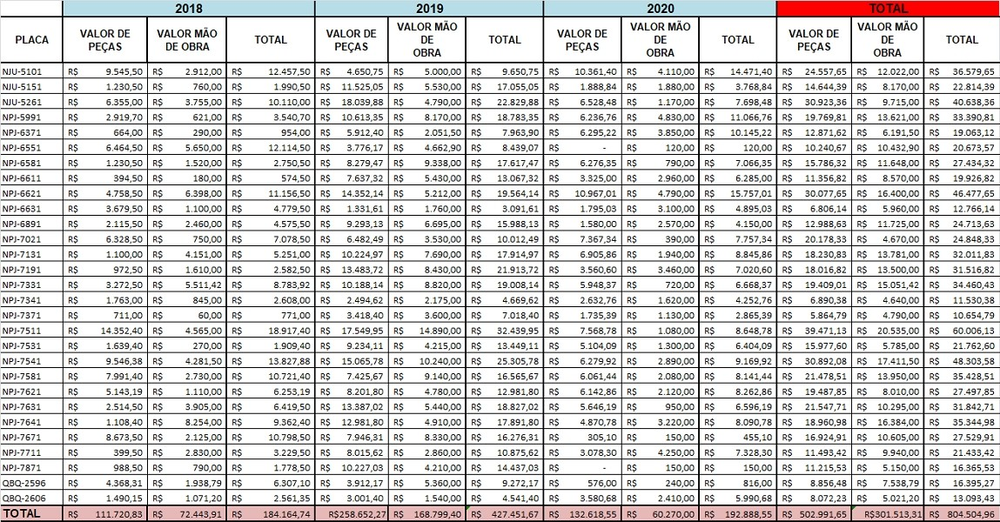 2018 2019 2020 TOTAL
PLACA VALOR DE PEÇAS VALOR MÃO DE OBRA TOTAL VALOR DE PEÇAS VALOR MÃO DE OBRA TOTAL VALOR DE PEÇAS VALOR MÃO DE OBRA TOTAL VALOR DE PEÇAS VALOR MÃO DE OBRA TOTAL
NJU-5101 R$ 9.545,50 R$ 2.912,00 R$ 12.457,50 R$ 4.650,75 R$ 5.000,00 R$ 9.650,75 R$ 10.361,40 R$ 4.110,00 R$ 14.471,40 R$ 24.557,65 R$ 12.022,00 R$ 36.579,65
NJU-5151 R$ 1.230,50 R$ 760,00 R$ 1.990,50 R$ 11.525,05 R$ 5.530,00 R$ 17.055,05 R$ 1.888,84 R$ 1.880,00 R$ 3.768,84 R$ 14.644,39 R$ 8.170,00 R$ 22.814,39
NJU-5261 R$ 6.355,00 R$ 3.755,00 R$ 10.110,00 R$ 18.039,88 R$ 4.790,00 R$ 22.829,88 R$ 6.528,48 R$ 1.170,00 R$ 7.698,48 R$ 30.923,36 R$ 9.715,00 R$ 40.638,36
NPJ-5991 R$ 2.919,70 R$ 621,00 R$ 3.540,70 R$ 10.613,35 R$ 8.170,00 R$ 18.783,35 R$ 6.236,76 R$ 4.830,00 R$ 11.066,76 R$ 19.769,81 R$ 13.621,00 R$ 33.390,81
NPJ-6371 R$ 664,00 R$ 290,00 R$ 954,00 R$ 5.912,40 R$ 2.051,50 R$ 7.963,90 R$ 6.295,22 R$ 3.850,00 R$ 10.145,22 R$ 12.871,62 R$ 6.191,50 R$ 19.063,12
NPJ-6551 R$ 6.464,50 R$ 5.650,00 R$ 12.114,50 R$ 3.776,17 R$ 4.662,90 R$ 8.439,07 R$ - R$ 120,00 R$ 120,00 R$ 10.240,67 R$ 10.432,90 R$ 20.673,57
NPJ-6581 R$ 1.230,50 R$ 1.520,00 R$ 2.750,50 R$ 8.279,47 R$ 9.338,00 R$ 17.617,47 R$ 6.276,35 R$ 790,00 R$ 7.066,35 R$ 15.786,32 R$ 11.648,00 R$ 27.434,32
NPJ-6611 R$ 394,50 R$ 180,00 R$ 574,50 R$ 7.637,32 R$ 5.430,00 R$ 13.067,32 R$ 3.325,00 R$ 2.960,00 R$ 6.285,00 R$ 11.356,82 R$ 8.570,00 R$ 19.926,82
NPJ-6621 R$ 4.758,50 R$ 6.398,00 R$ 11.156,50 R$ 14.352,14 R$ 5.212,00 R$ 19.564,14 R$ 10.967,01 R$ 4.790,00 R$ 15.757,01 R$ 30.077,65 R$ 16.400,00 R$ 46.477,65
NPJ-6631 R$ 3.679,50 R$ 1.100,00 R$ 4.779,50 R$ 1.331,61 R$ 1.760,00 R$ 3.091,61 R$ 1.795,03 R$ 3.100,00 R$ 4.895,03 R$ 6.806,14 R$ 5.960,00 R$ 12.766,14
NPJ-6891 R$ 2.115,50 R$ 2.460,00 R$ 4.575,50 R$ 9.293,13 R$ 6.695,00 R$ 15.988,13 R$ 1.580,00 R$ 2.570,00 R$ 4.150,00 R$ 12.988,63 R$ 11.725,00 R$ 24.713,63
NPJ-7021 R$ 6.328,50 R$ 750,00 R$ 7.078,50 R$ 6.482,49 R$ 3.530,00 R$ 10.012,49 R$ 7.367,34 R$ 390,00 R$ 7.757,34 R$ 20.178,33 R$ 4.670,00 R$ 24.848,33
NPJ-7131 R$ 1.100,00 R$ 4.151,00 R$ 5.251,00 R$ 10.224,97 R$ 7.690,00 R$ 17.914,97 R$ 6.905,86 R$ 1.940,00 R$ 8.845,86 R$ 18.230,83 R$ 13.781,00 R$ 32.011,83
NPJ-7191 R$ 972,50 R$ 1.610,00 R$ 2.582,50 R$ 13.483,72 R$ 8.430,00 R$ 21.913,72 R$ 3.560,60 R$ 3.460,00 R$ 7.020,60 R$ 18.016,82 R$ 13.500,00 R$ 31.516,82
NPJ-7331 R$ 3.272,50 R$ 5.511,42 R$ 8.783,92 R$ 10.188,14 R$ 8.820,00 R$ 19.008,14 R$ 5.948,37 R$ 720,00 R$ 6.668,37 R$ 19.409,01 R$ 15.051,42 R$ 34.460,43
NPJ-7341 R$ 1.763,00 R$ 845,00 R$ 2.608,00 R$ 2.494,62 R$ 2.175,00 R$ 4.669,62 R$ 2.632,76 R$ 1.620,00 R$ 4.252,76 R$ 6.890,38 R$ 4.640,00 R$ 11.530,38
NPJ-7371 R$ 711,00 R$ 60,00 R$ 771,00 R$ 3.418,40 R$ 3.600,00 R$ 7.018,40 R$ 1.735,39 R$ 1.130,00 R$ 2.865,39 R$ 5.864,79 R$ 4.790,00 R$ 10.654,79
NPJ-7511 R$ 14.352,40 R$ 4.565,00 R$ 18.917,40 R$ 17.549,95 R$ 14.890,00 R$ 32.439,95 R$ 7.568,78 R$ 1.080,00 R$ 8.648,78 R$ 39.471,13 R$ 20.535,00 R$ 60.006,13
NPJ-7531 R$ 1.639,40 R$ 270,00 R$ 1.909,40 R$ 9.234,11 R$ 4.215,00 R$ 13.449,11 R$ 5.104,09 R$ 1.300,00 R$ 6.404,09 R$ 15.977,60 R$ 5.785,00 R$ 21.762,60
NPJ-7541 R$ 9.546,38 R$ 4.281,50 R$ 13.827,88 R$ 15.065,78 R$ 10.240,00 R$ 25.305,78 R$ 6.279,92 R$ 2.890,00 R$ 9.169,92 R$ 30.892,08 R$ 17.411,50 R$ 48.303,58
NPJ-7581 R$ 7.991,40 R$ 2.730,00 R$ 10.721,40 R$ 7.425,67 R$ 9.140,00 R$ 16.565,67 R$ 6.061,44 R$ 2.080,00 R$ 8.141,44 R$ 21.478,51 R$ 13.950,00 R$ 35.428,51
NPJ-7621 R$ 5.143,19 R$ 1.110,00 R$ 6.253,19 R$ 8.201,80 R$ 4.780,00 R$ 12.981,80 R$ 6.142,86 R$ 2.120,00 R$ 8.262,86 R$ 19.487,85 R$ 8.010,00 R$ 27.497,85
NPJ-7631 R$ 2.514,50 R$ 3.905,00 R$ 6.419,50 R$ 13.387,02 R$ 5.440,00 R$ 18.827,02 R$ 5.646,19 R$ 950,00 R$ 6.596,19 R$ 21.547,71 R$ 10.295,00 R$ 31.842,71
NPJ-7641 R$ 1.108,40 R$ 8.254,00 R$ 9.362,40 R$ 12.981,80 R$ 4.910,00 R$ 17.891,80 R$ 4.870,78 R$ 3.220,00 R$ 8.090,78 R$ 18.960,98 R$ 16.384,00 R$ 35.344,98
NPJ-7671 R$ 8.673,50 R$ 2.125,00 R$ 10.798,50 R$ 7.946,31 R$ 8.330,00 R$ 16.276,31 R$ 305,10 R$ 150,00 R$ 455,10 R$ 16.924,91 R$ 10.605,00 R$ 27.529,91
NPJ-7711 R$ 399,50 R$ 2.830,00 R$ 3.229,50 R$ 8.015,62 R$ 2.860,00 R$ 10.875,62 R$ 3.078,30 R$ 4.250,00 R$ 7.328,30 R$ 11.493,42 R$ 9.940,00 R$ 21.433,42
NPJ-7871 R$ 988,50 R$ 790,00 R$ 1.778,50 R$ 10.227,03 R$ 4.210,00 R$ 14.437,03 R$ - R$ 150,00 R$ 150,00 R$ 11.215,53 R$ 5.150,00 R$ 16.365,53
QBQ-2596 R$ 4.368,31 R$ 1.938,79 R$ 6.307,10 R$ 3.912,17 R$ 5.360,00 R$ 9.272,17 R$ 576,00 R$ 240,00 R$ 816,00 R$ 8.856,48 R$ 7.538,79 R$ 16.395,27
QBQ-2606 R$ 1.490,15 R$ 1.071,20 R$ 2.561,35 R$ 3.001,40 R$ 1.540,00 R$ 4.541,40 R$ 3.580,68 R$ 2.410,00 R$ 5.990,68 R$ 8.072,23 R$ 5.021,20 R$ 13.093,43
TOTAL R$ 111.720,83 R$ 72.443,91 R$ 184.164,74 R$258.652,27 R$ 168.799,40 R$ 427.451,67 R$ 132.618,55 R$ 60.270,00 R$ 192.888,55 R$ 502.991,65 R$301.513,31 R$ 804.504,96